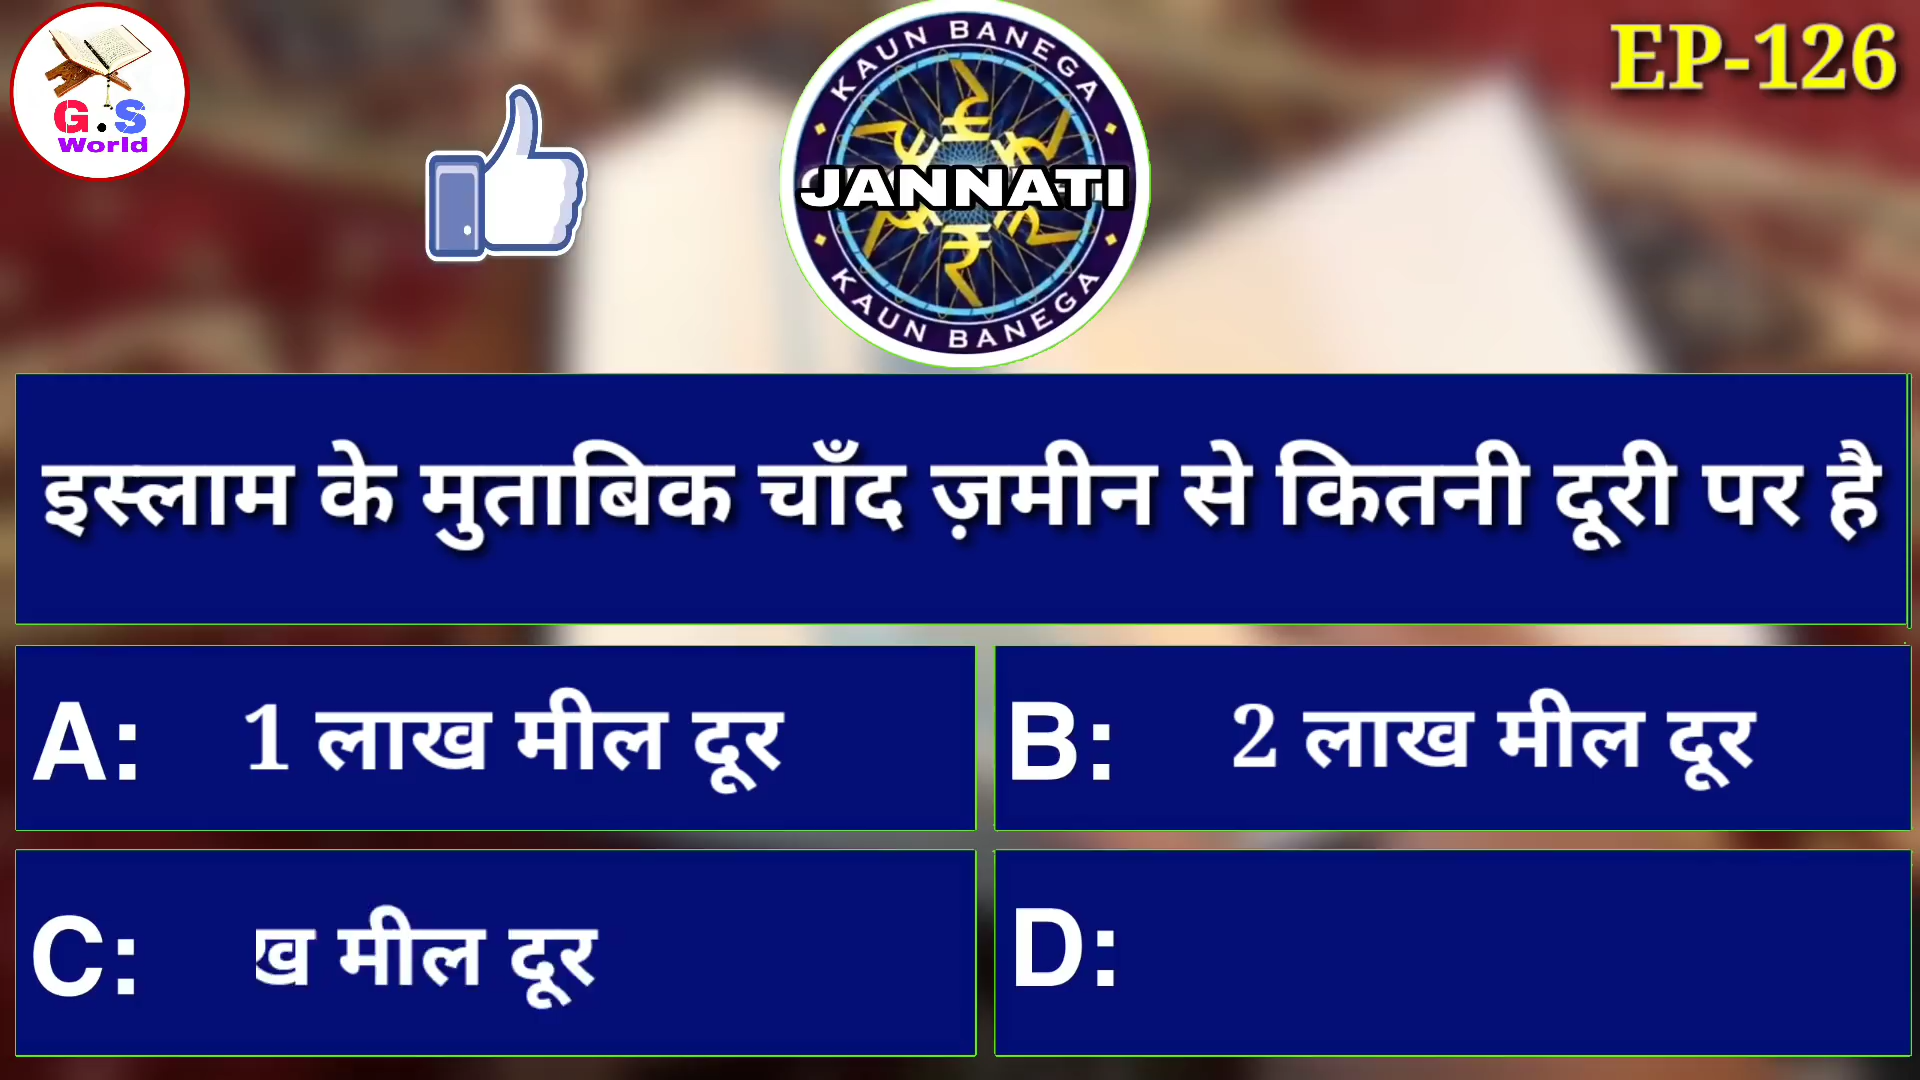 G.S
World
KAUN BANEGA
JANNATI
KAUN BANEGA
EP-126
इस्लाम के मुताबिक चाँद ज़मीन से कितनी दूरी पर है
A: 1 लाख मील दूर
B: 2 लाख मील दूर
C: ख मील दूर
D: